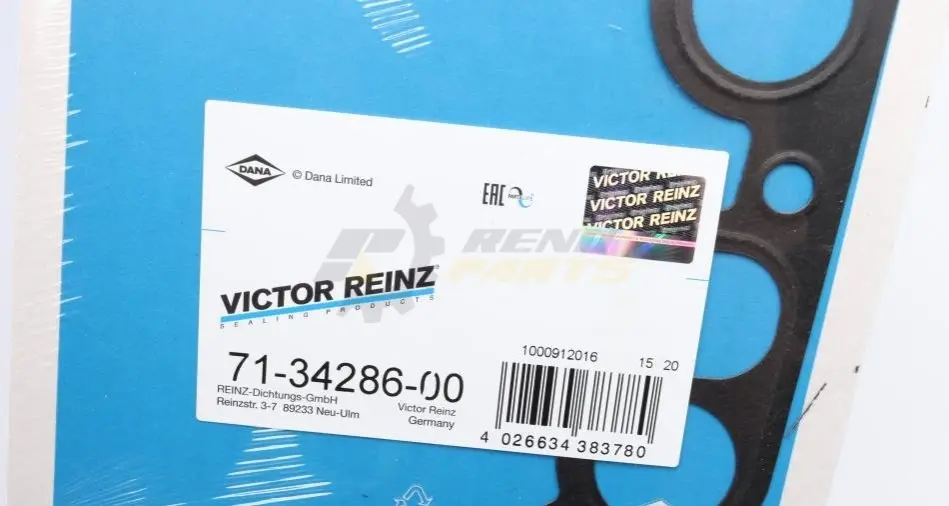 DANA
© Dana Limited
EAC
VICTOR REINZ
VICTOR REINZ
VICTOR REINZ
RENO
PARTS
VICTOR REINZ®
SEALING PRODUCTS
71-34286-00
REINZ-Dichtungs-GmbH
Reinzstr. 3-7 89233 Neu-Ulm
Victor Reinz
Germany
1000912016 15 20
4 026634 383780